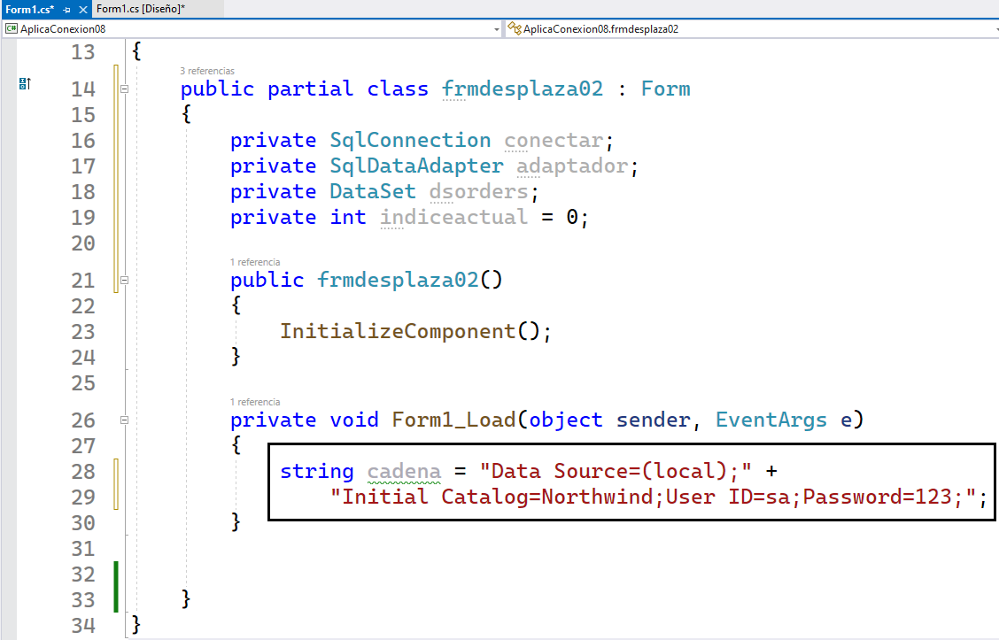 Form1.cs* Form1.cs [Diseño]*
C# AplicaConexion08 AplicaConexion08.frmdesplaza02
13 {
3 referencias
14 public partial class frmdesplaza02 : Form
15 {
16 private SqlConnection conectar;
17 private SqlDataAdapter adaptador;
18 private DataSet dsorders;
19 private int indiceactual = 0;
20
1 referencia
21 public frmdesplaza02()
22 {
23 InitializeComponent();
24 }
25
1 referencia
26 private void Form1_Load(object sender, EventArgs e)
27 {
28 string cadena = "Data Source=(local);" +
29 "Initial Catalog=Northwind;User ID=sa;Password=123;";
30 }
31
32
33 }
34 }